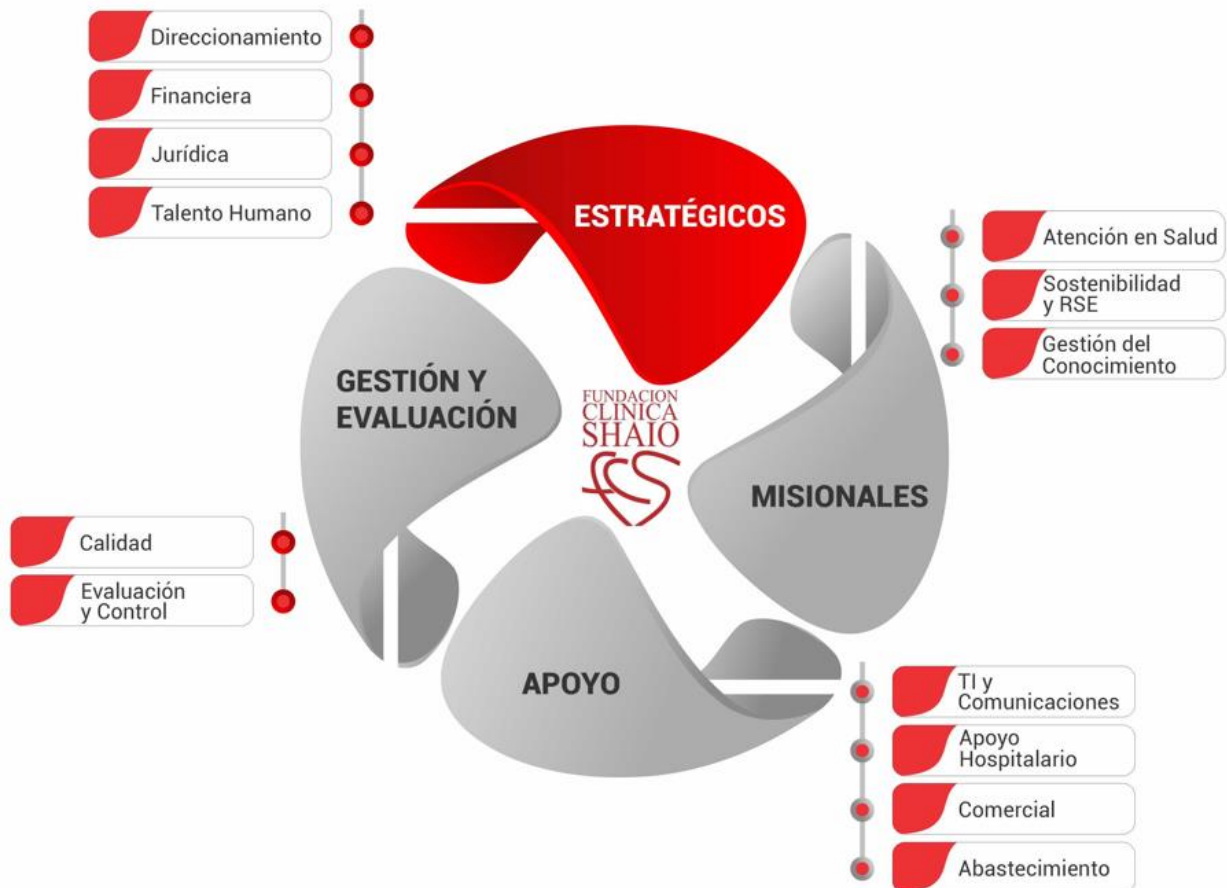 Direccionamiento
Financiera
Jurídica
Talento Humano
ESTRATÉGICOS
Atención en Salud
Sostenibilidad
y RSE
Gestión del
Conocimiento
GESTIÓN Y
EVALUACIÓN
FUNDACION
CLINICA
SHAIO
FCS
MISIONALES
Calidad
Evaluación
y Control
APOYO
TI y
Comunicaciones
Apoyo
Hospitalario
Comercial
Abastecimiento